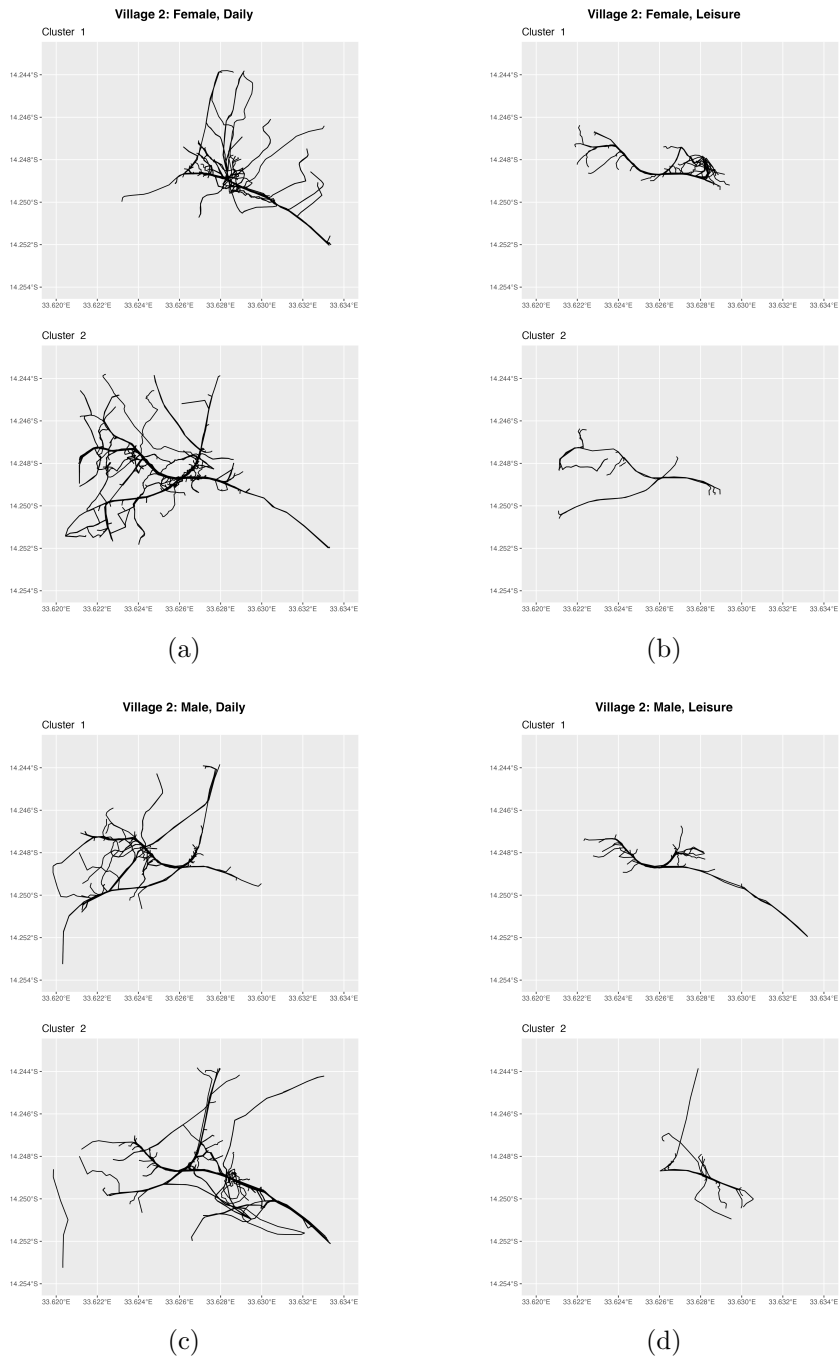 Village 2: Female, Daily
Cluster 1
14.244°S
14.246°S
14.248°S
14.250°S
14.252°S
14.254°S
33.620°E 33.622°E 33.624°E 33.626°E 33.628°E 33.630°E 33.632°E 33.634°E
Cluster 2
14.244°S
14.246°S
14.248°S
14.250°S
14.252°S
14.254°S
33.620°E 33.622°E 33.624°E 33.626°E 33.628°E 33.630°E 33.632°E 33.634°E
(a)
Village 2: Female, Leisure
Cluster 1
14.244°S
14.246°S
14.248°S
14.250°S
14.252°S
14.254°S
33.620°E 33.622°E 33.624°E 33.626°E 33.628°E 33.630°E 33.632°E 33.634°E
Cluster 2
14.244°S
14.246°S
14.248°S
14.250°S
14.252°S
14.254°S
33.620°E 33.622°E 33.624°E 33.626°E 33.628°E 33.630°E 33.632°E 33.634°E
(b)
Village 2: Male, Daily
Cluster 1
14.244°S
14.246°S
14.248°S
14.250°S
14.252°S
14.254°S
33.620°E 33.622°E 33.624°E 33.626°E 33.628°E 33.630°E 33.632°E 33.634°E
Cluster 2
14.244°S
14.246°S
14.248°S
14.250°S
14.252°S
14.254°S
33.620°E 33.622°E 33.624°E 33.626°E 33.628°E 33.630°E 33.632°E 33.634°E
(c)
Village 2: Male, Leisure
Cluster 1
14.244°S
14.246°S
14.248°S
14.250°S
14.252°S
14.254°S
33.620°E 33.622°E 33.624°E 33.626°E 33.628°E 33.630°E 33.632°E 33.634°E
Cluster 2
14.244°S
14.246°S
14.248°S
14.250°S
14.252°S
14.254°S
33.620°E 33.622°E 33.624°E 33.626°E 33.628°E 33.630°E 33.632°E 33.634°E
(d)